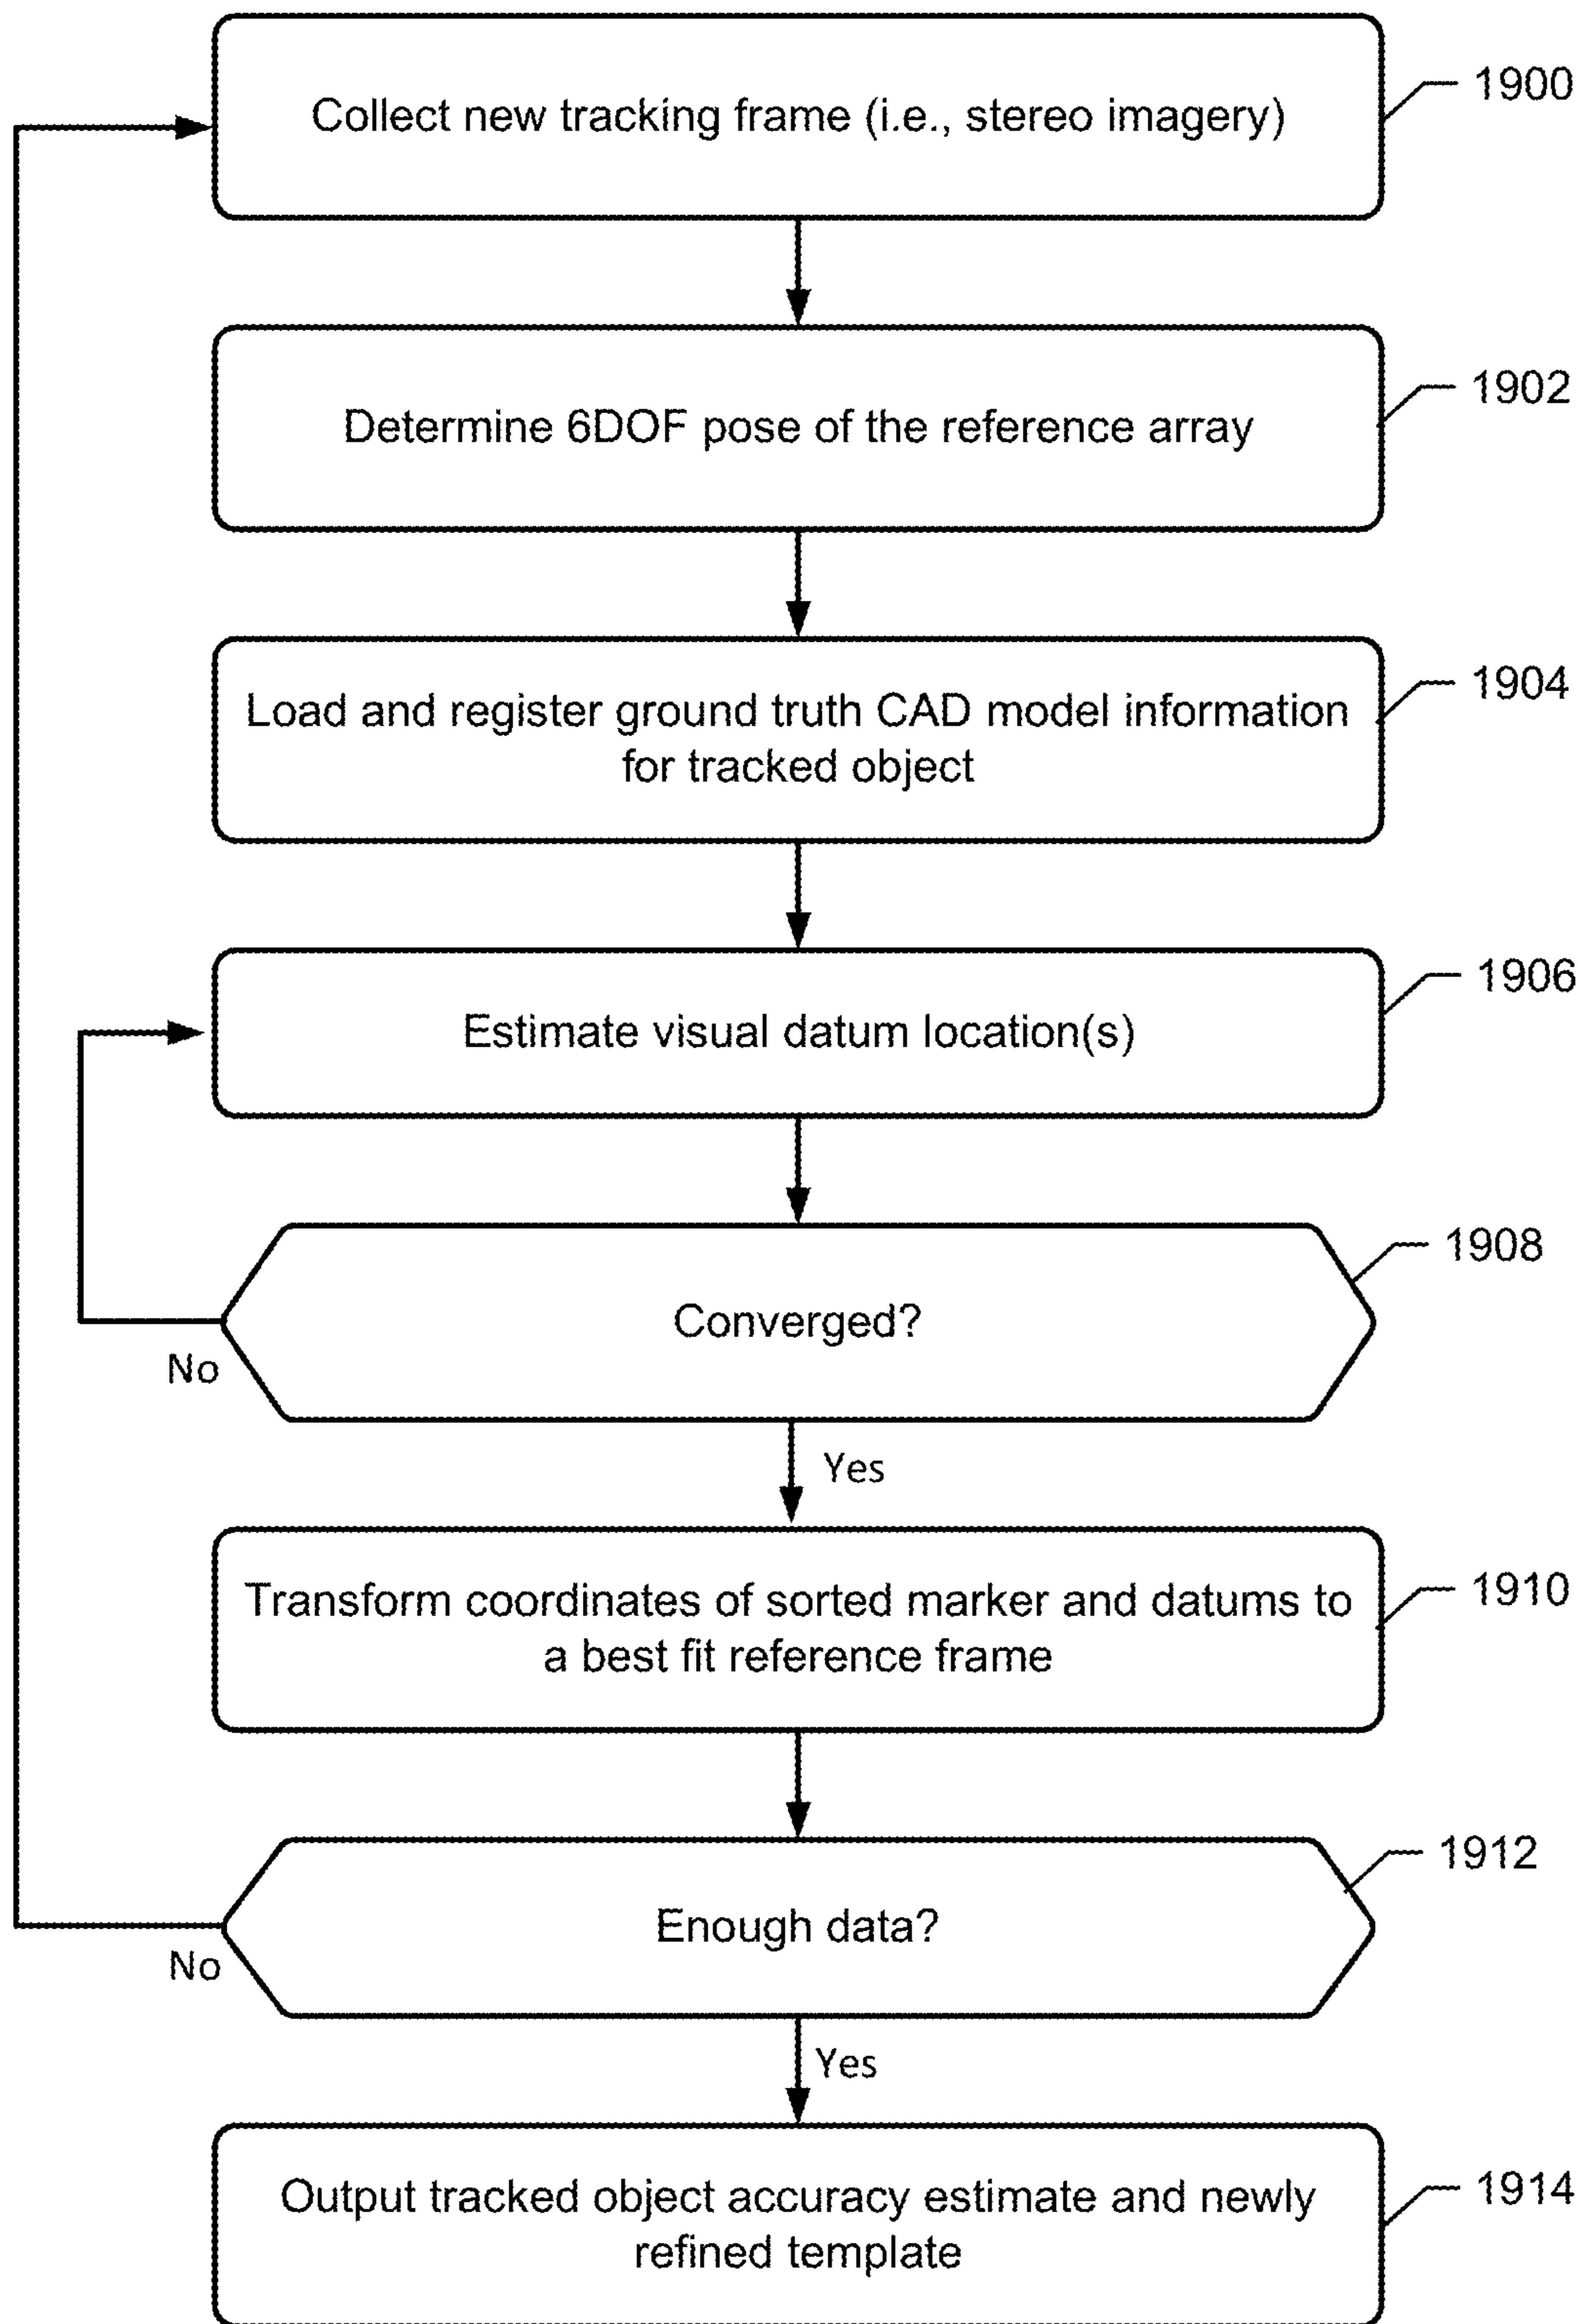 Collect new tracking frame (i.e., stereo imagery)
1900
Determine 6DOF pose of the reference array
1902
Load and register ground truth CAD model information
for tracked object
1904
Estimate visual datum location(s)
1906
Converged?
1908
No
Yes
Transform coordinates of sorted marker and datums to
a best fit reference frame
1910
Enough data?
1912
No
Yes
Output tracked object accuracy estimate and newly
refined template
1914